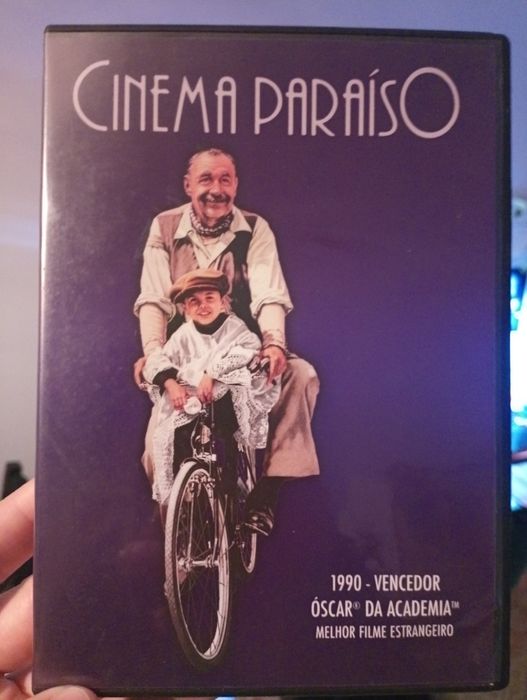 CINEMA PARAÍSO
1990 - VENCEDOR
ÓSCAR® DA ACADEMIA™
MELHOR FILME ESTRANGEIRO